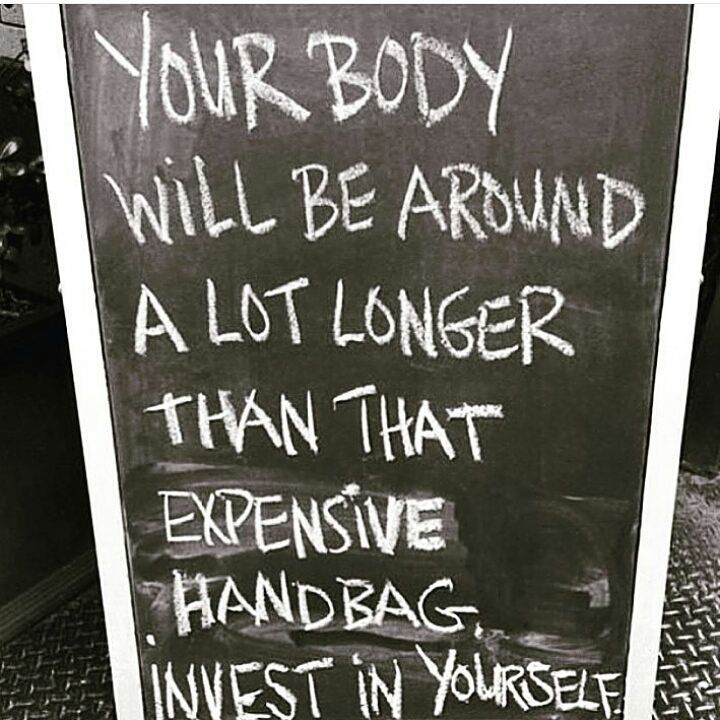 YOUR BODY
WiLL BE AROUND
A LOT LONGER
THAN THAT
EXPENSiVE
HANDBAG.
INVEST iN YOURSELF.